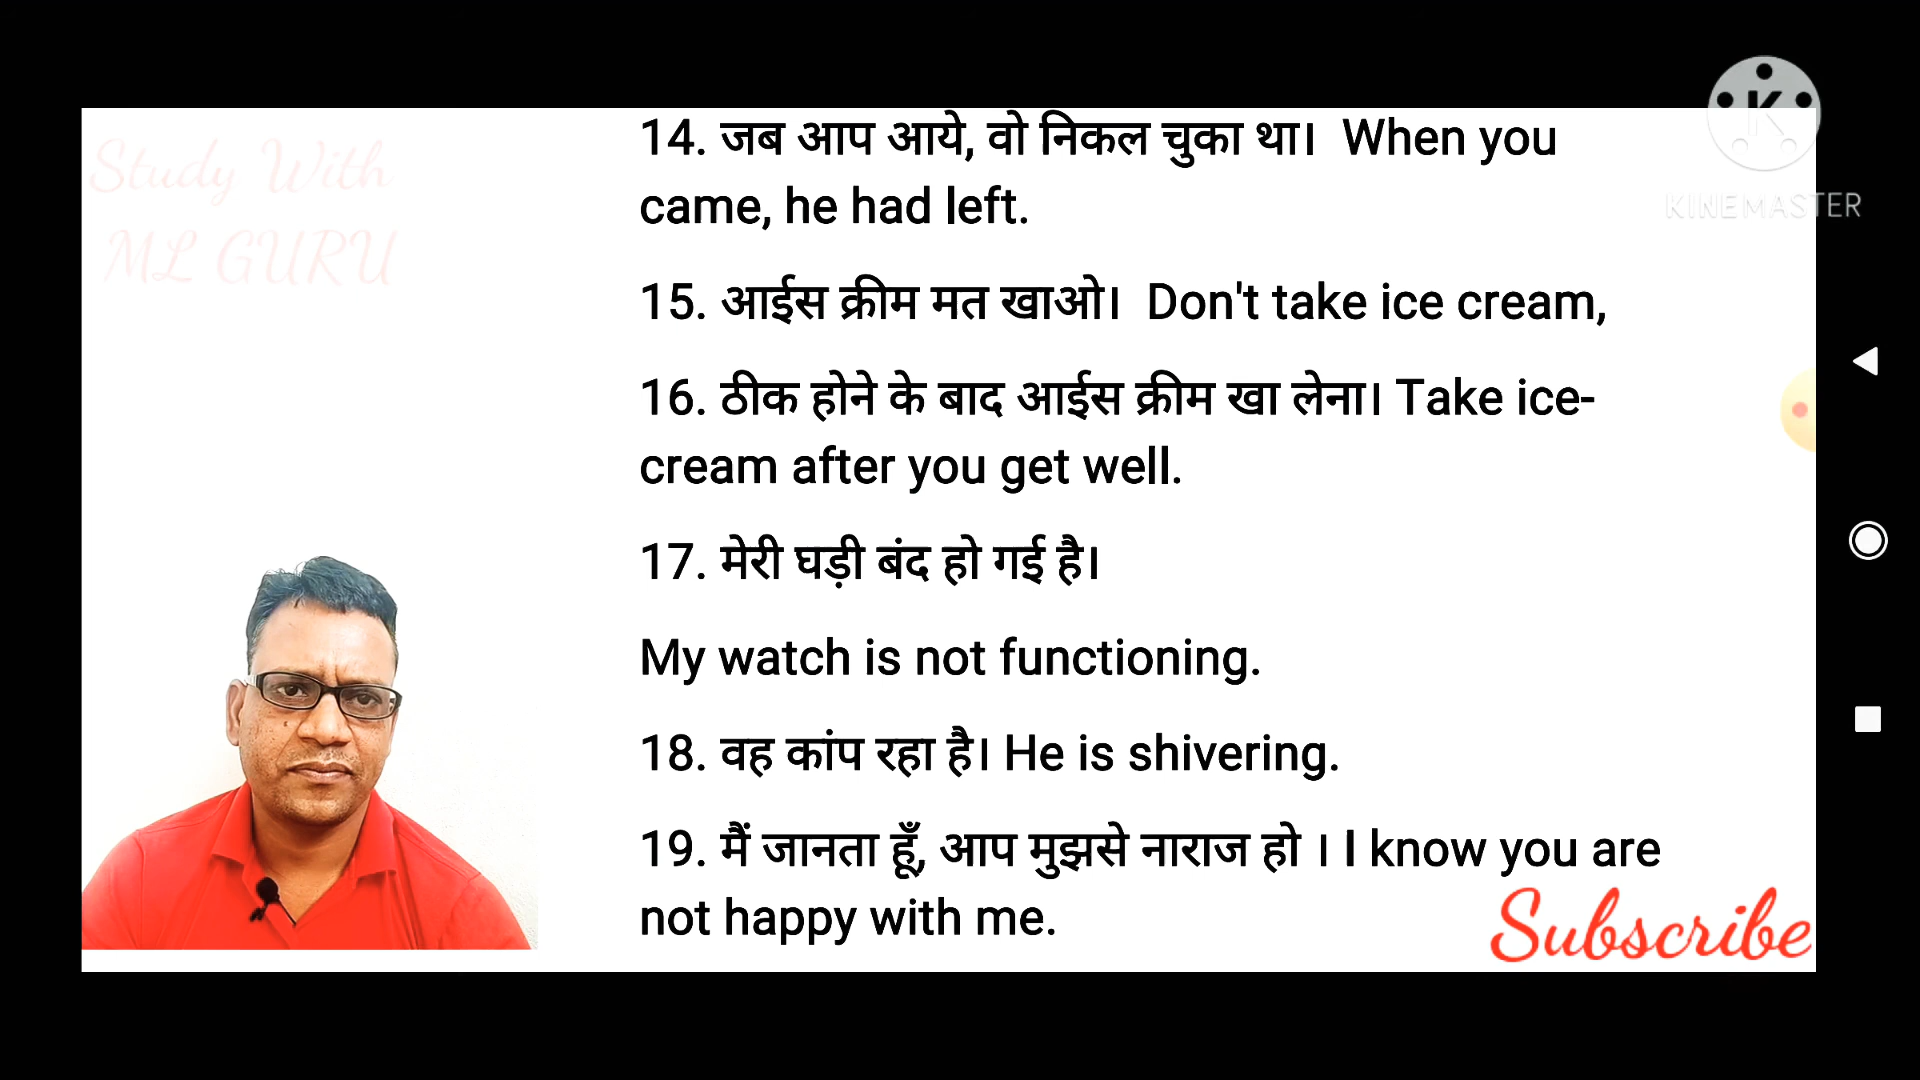 Study With
ML GURU
KINEMASTER
14. जब आप आये, वो निकल चुका था। When you
came, he had left.
15. आईस क्रीम मत खाओ। Don't take ice cream,
16. ठीक होने के बाद आईस क्रीम खा लेना। Take ice-
cream after you get well.
17. मेरी घड़ी बंद हो गई है।
My watch is not functioning.
18. वह कांप रहा है। He is shivering.
19. मैं जानता हूँ, आप मुझसे नाराज हो । I know you are
not happy with me.
Subscribe